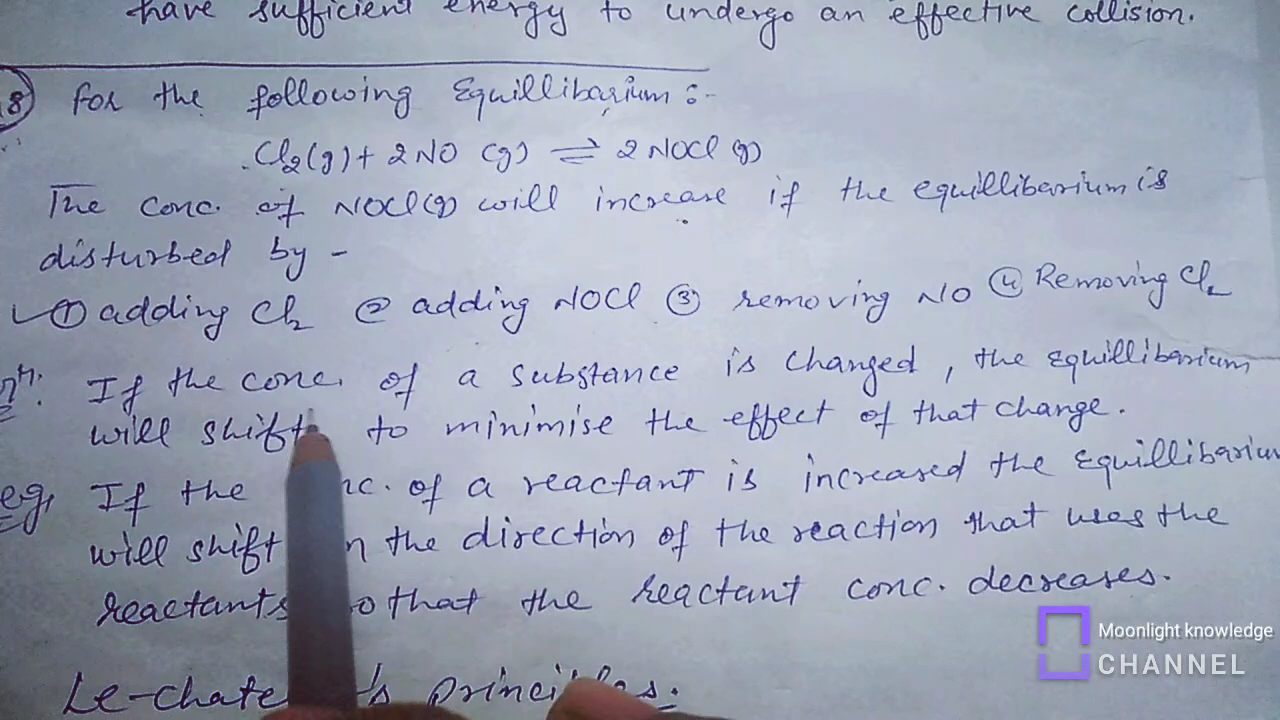 have sufficient energy to undergo an effective collision.
8) For the following Equillibarium :-
Cl2(g) + 2NO (g) ⇌ 2NOCl (g)
The conc. of NOCl(g) will increase if the equillibarium is
disturbed by -
✓① adding Cl2 ② adding NOCl ③ removing NO ④ Removing Cl2
If the conc. of a substance is changed, the equillibarium
will shift to minimise the effect of that change.
eg, If the of a reactant is increased the Equillibarium
will shift the direction of the reaction that uses the
reactants that the reactant conc. decreases.
principles:
Moonlight knowledge
CHANNEL